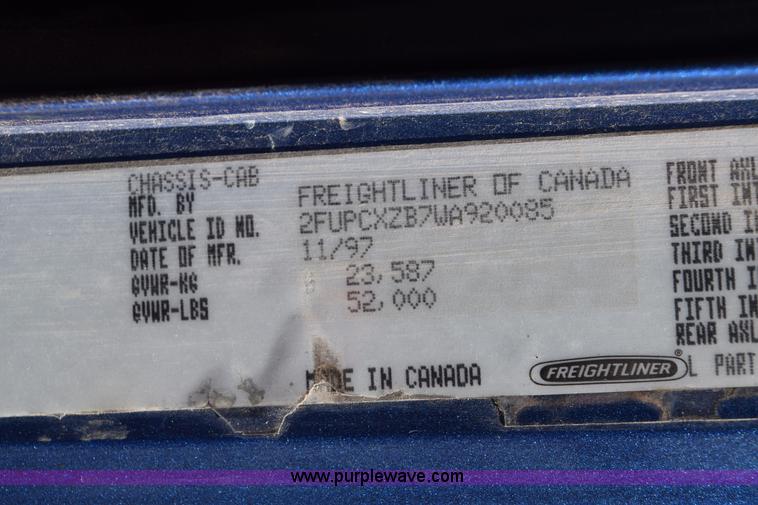 CHASSIS-CAB
MFD. BY FREIGHTLINER OF CANADA
VEHICLE ID NO. 2FUPCXZB7WA920085
DATE OF MFR. 11/97
GVWR-KG 23,587
GVWR-LBS 52,000
FRONT AXL
FIRST INT
SECOND IN
THIRD INT
FOURTH I
FIFTH IN
REAR AXL
MADE IN CANADA
FREIGHTLINER®
L PART
www.purplewave.com